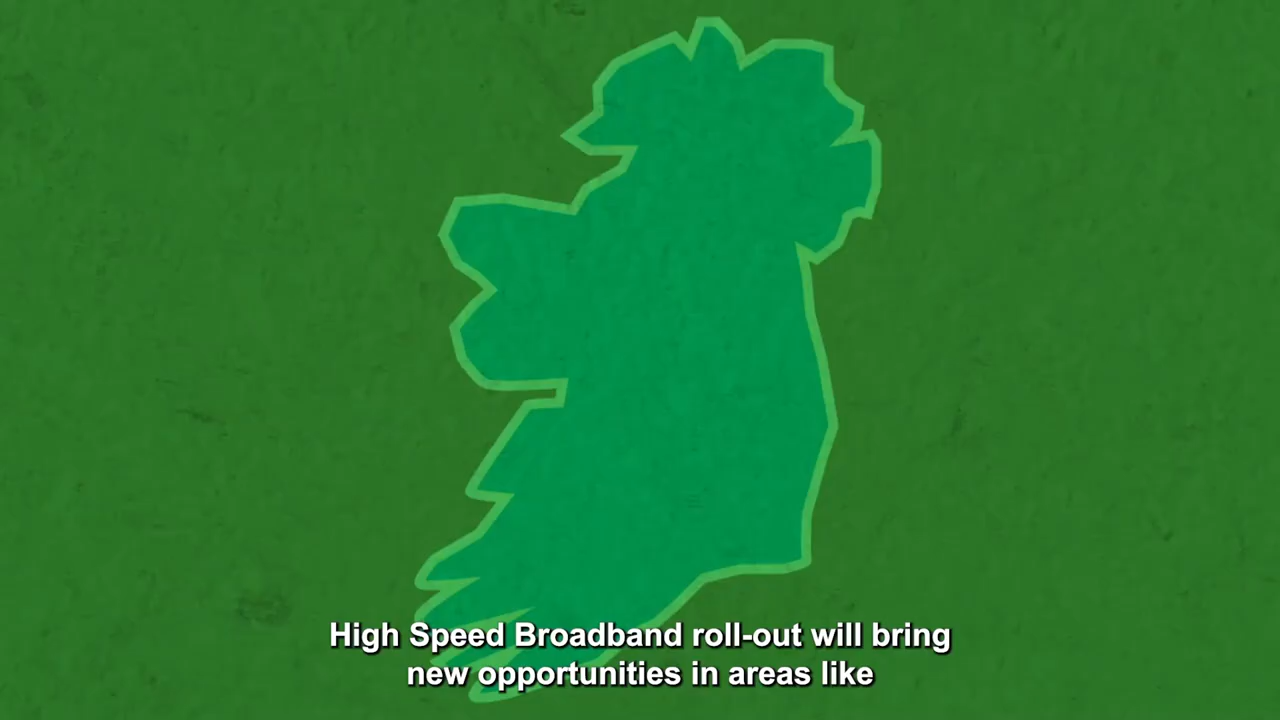 High Speed Broadband roll-out will bring
new opportunities in areas like